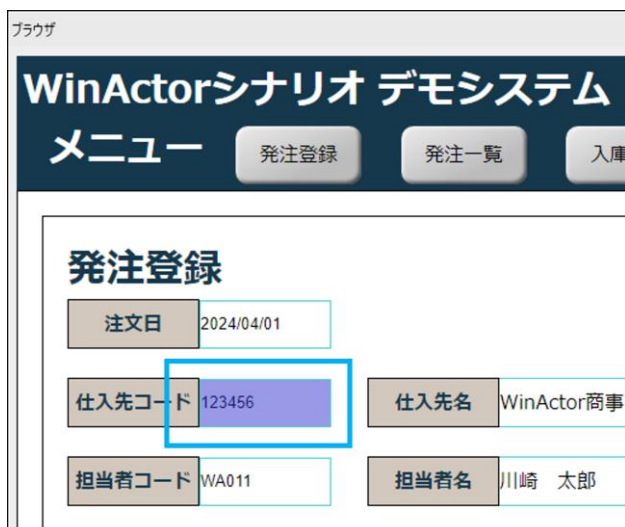 ブラウザ
WinActorシナリオ デモシステム
メニュー 発注登録 発注一覧 入庫
発注登録
注文日 2024/04/01
仕入先コード 123456 仕入先名 WinActor商事
担当者コード WA011 担当者名 川崎 太郎